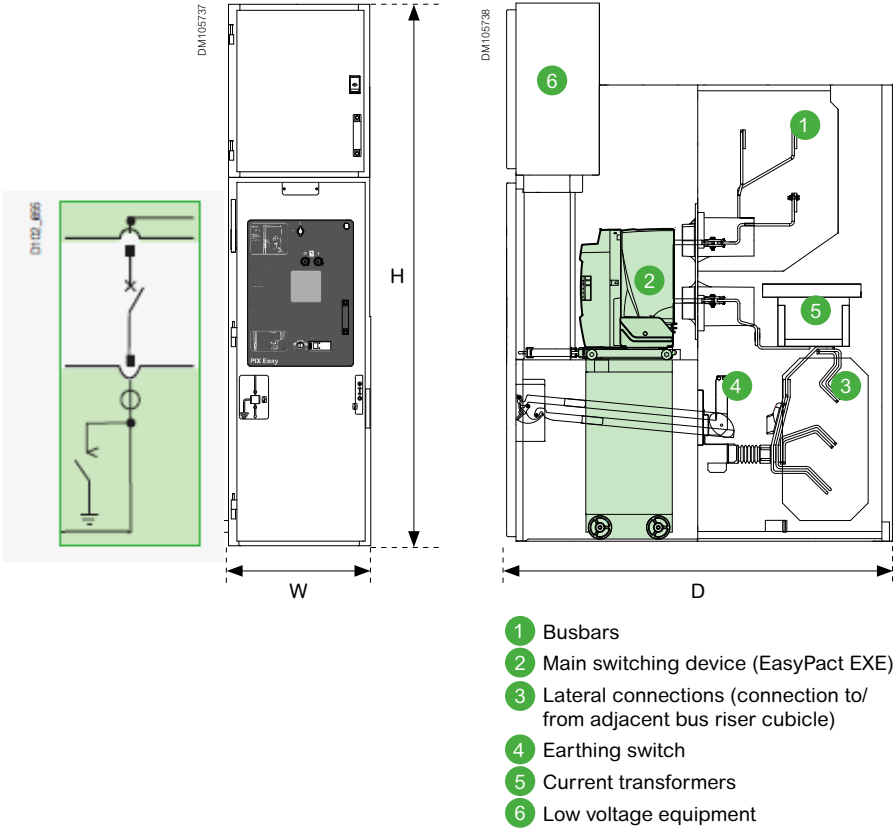 DM105737
DM105738
D102_655
H
PIX Easy
W
D
6
1
2
5
4
3
1 Busbars
2 Main switching device (EasyPact EXE)
3 Lateral connections (connection to/
from adjacent bus riser cubicle)
4 Earthing switch
5 Current transformers
6 Low voltage equipment